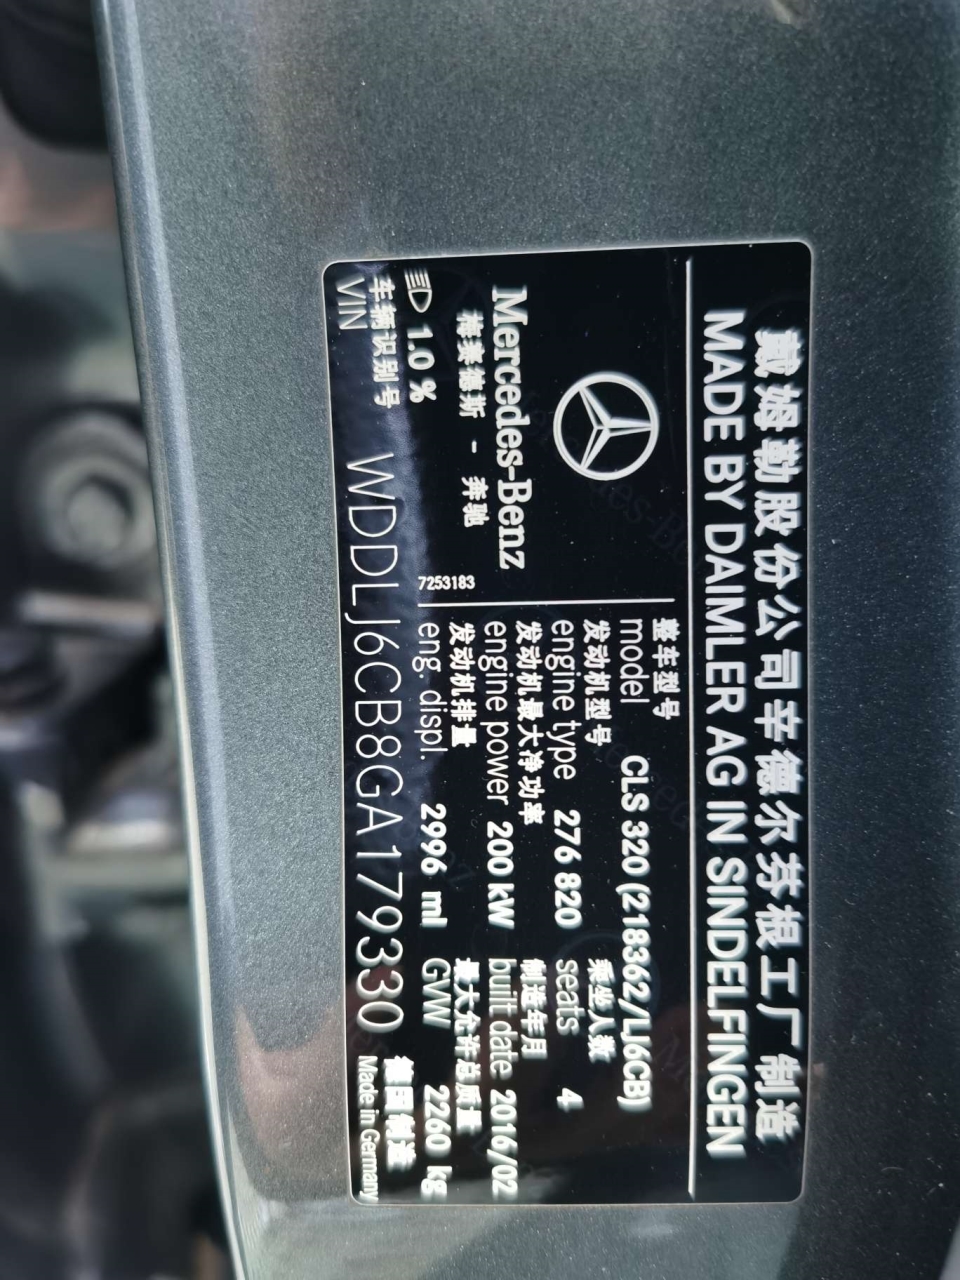 戴姆勒股份公司辛德尔芬根工厂制造
MADE BY DAIMLER AG IN SINDELFINGEN
Mercedes-Benz
梅赛德斯 - 奔驰
1.0 %
7253183
整车型号
model CLS 320 (218362/LJ6CB)
发动机型号 乘坐人数
engine type 276 820 seats 4
发动机最大净功率 制造年月
engine power 200 kW built date 2016/02
发动机排量 最大允许总质量
eng. displ. 2996 ml GVW 2260 kg
车辆识别号 德国制造
VIN WDDLJ6CB8GA179330 Made in Germany